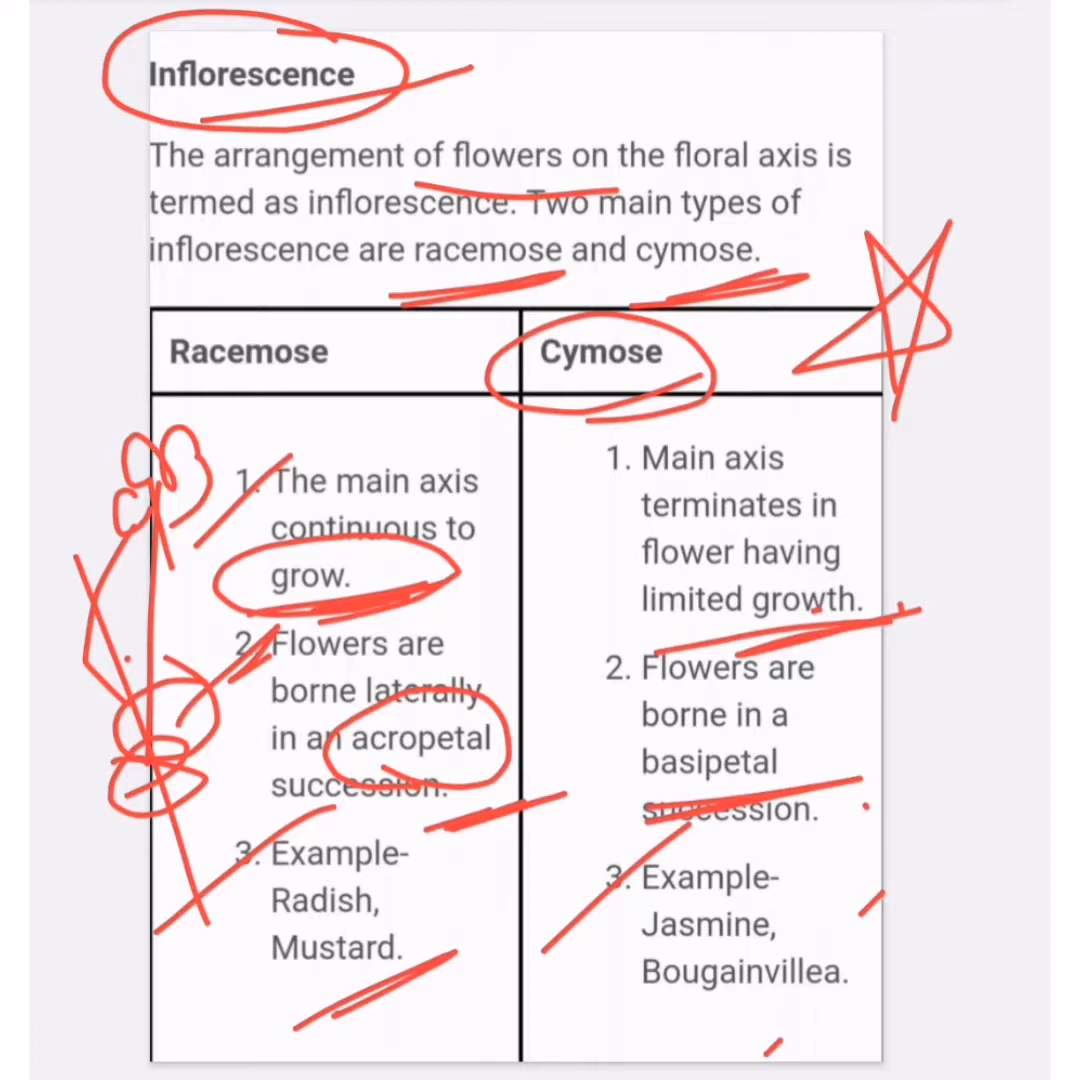 Inflorescence
The arrangement of flowers on the floral axis is
termed as inflorescence. Two main types of
inflorescence are racemose and cymose.
Racemose
Cymose
1. The main axis
continuous to
grow.
2. Flowers are
borne laterally
in an acropetal
succession.
3. Example-
Radish,
Mustard.
1. Main axis
terminates in
flower having
limited growth.
2. Flowers are
borne in a
basipetal
succession.
3. Example-
Jasmine,
Bougainvillea.